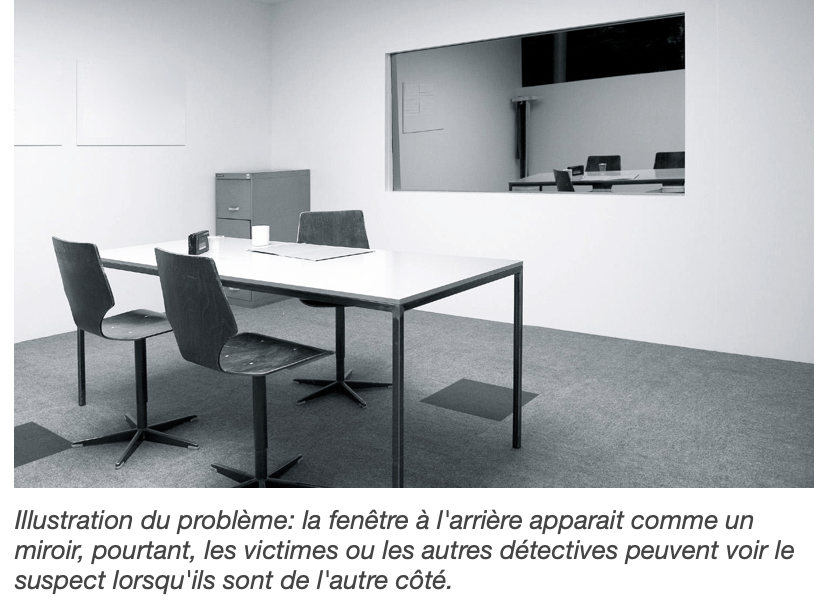 Illustration du problème: la fenêtre à l'arrière apparait comme un
miroir, pourtant, les victimes ou les autres détectives peuvent voir le
suspect lorsqu'ils sont de l'autre côté.